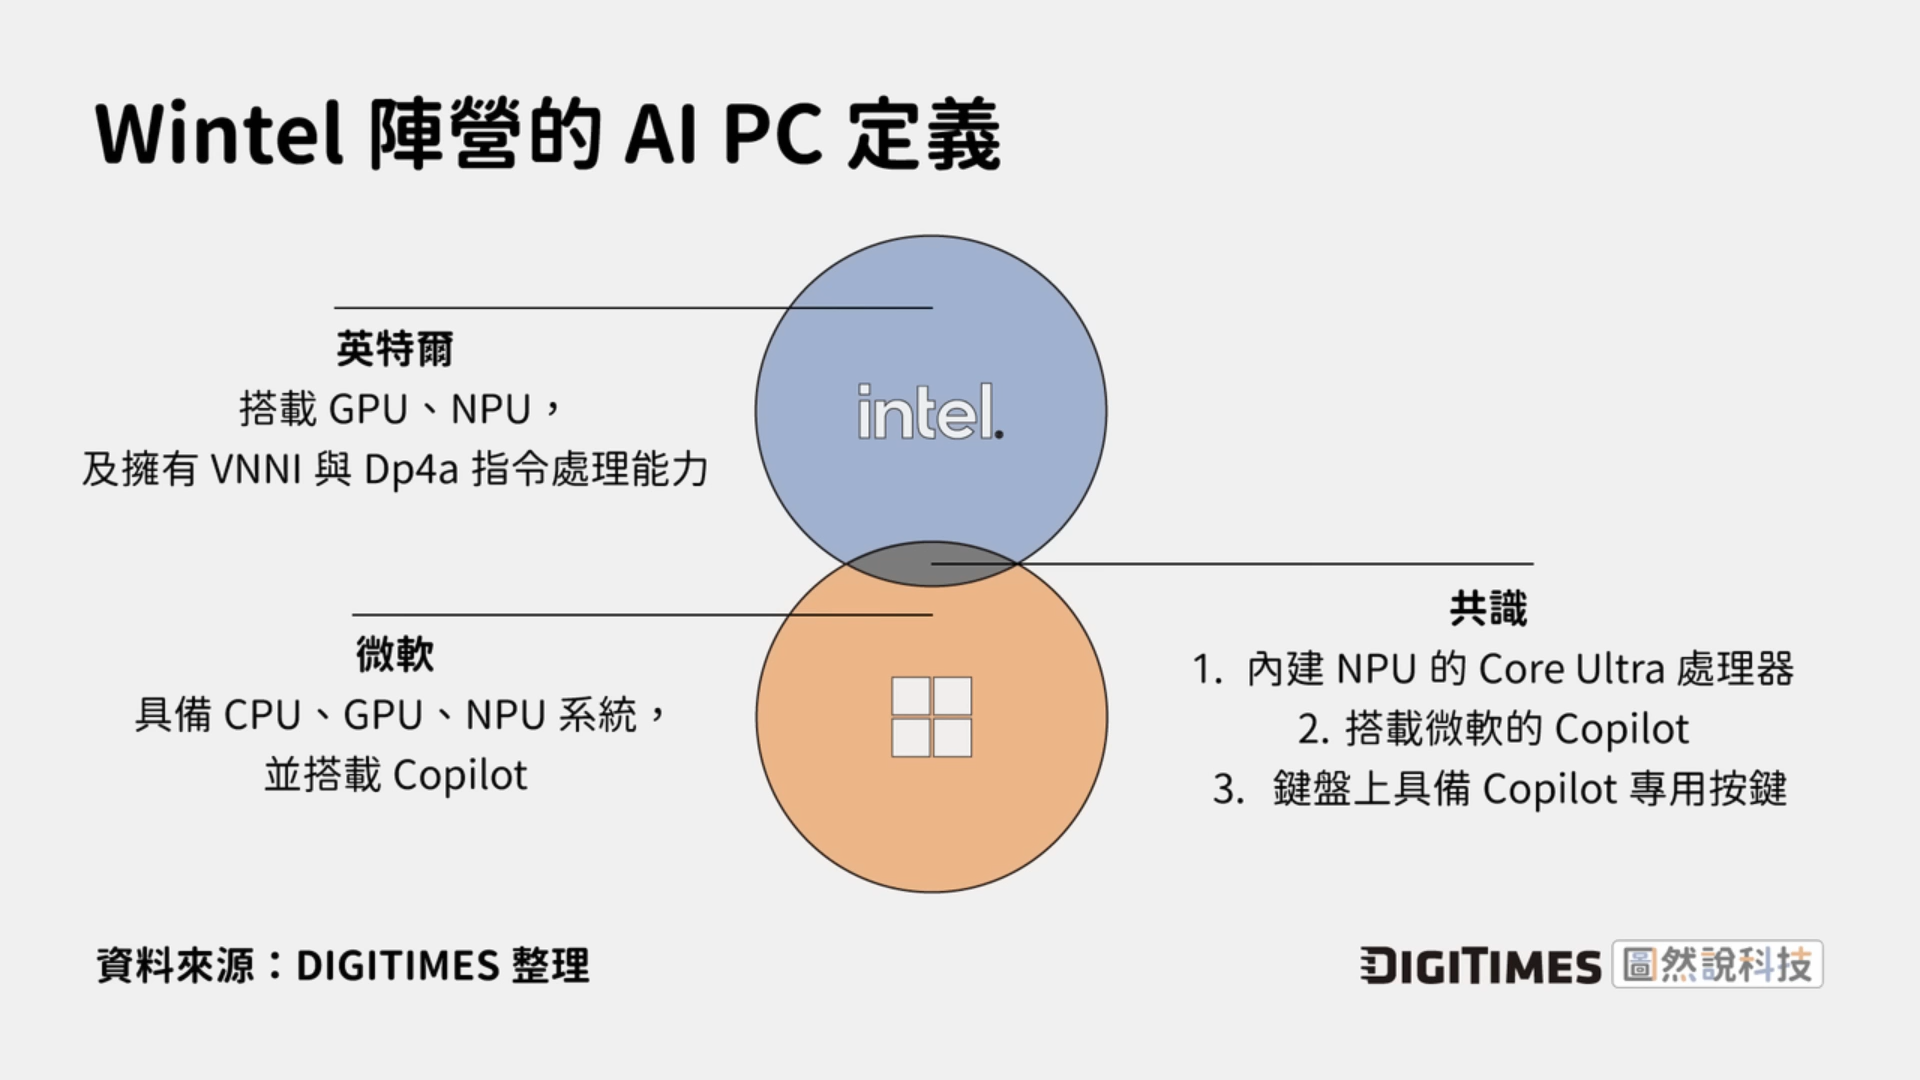 Wintel 陣營的 AI PC 定義
英特爾
搭載 GPU、NPU，
及擁有 VNNI 與 Dp4a 指令處理能力
intel.
微軟
具備 CPU、GPU、NPU 系統，
並搭載 Copilot
共識
1. 內建 NPU 的 Core Ultra 處理器
2. 搭載微軟的 Copilot
3. 鍵盤上具備 Copilot 專用按鍵
資料來源：DIGITIMES 整理
DIGITIMES 圖然說科技